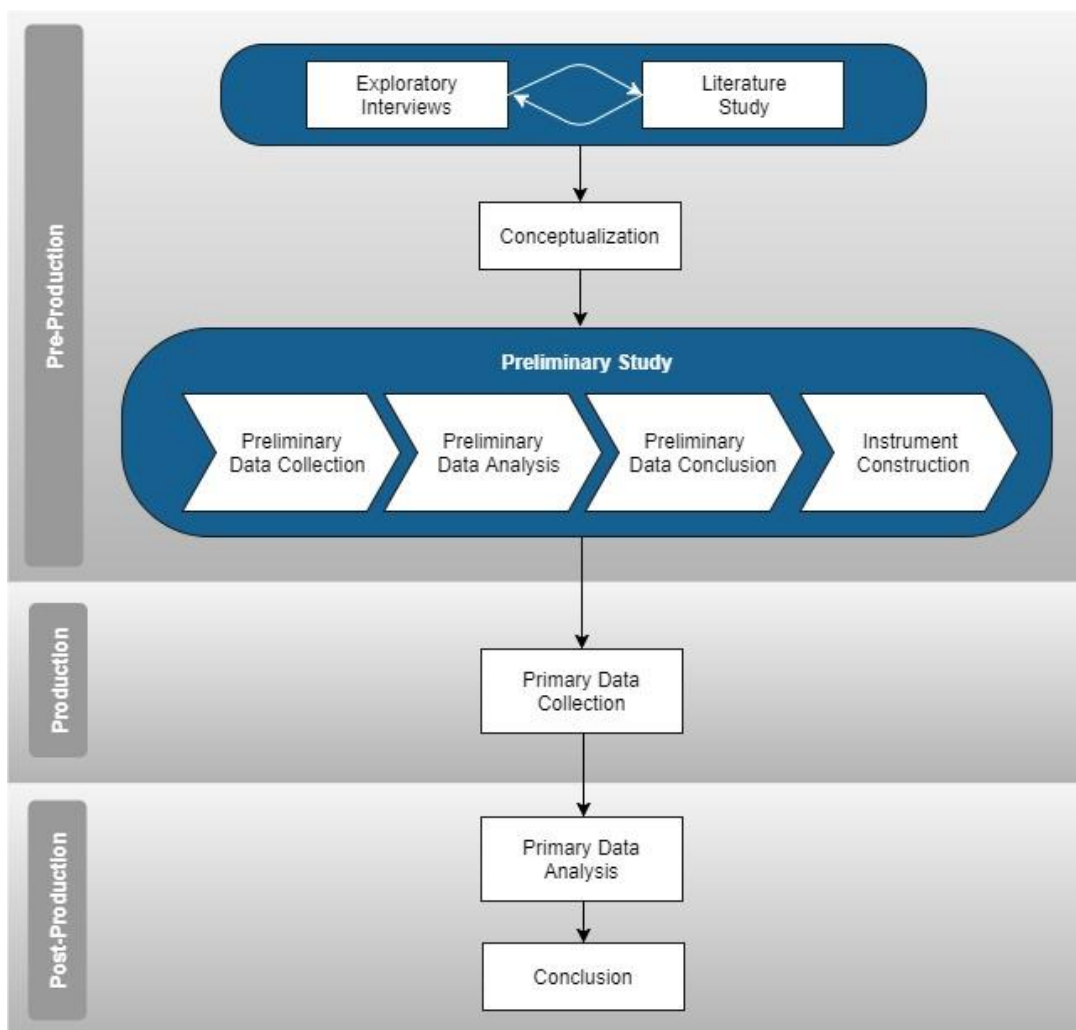 Pre-Production
Exploratory
Interviews
Literature
Study
Conceptualization
Preliminary Study
Preliminary
Data Collection
Preliminary
Data Analysis
Preliminary
Data Conclusion
Instrument
Construction
Production
Primary Data
Collection
Post-Production
Primary Data
Analysis
Conclusion